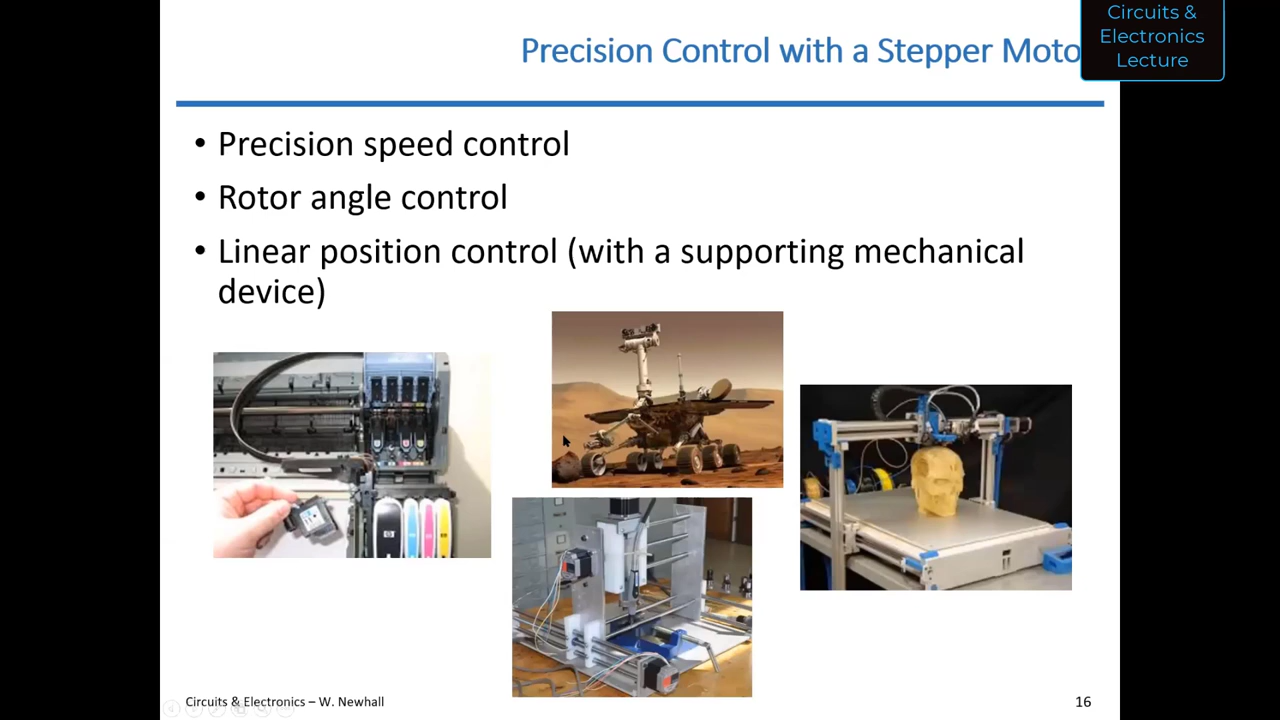 Circuits &
Electronics
Lecture
Precision Control with a Stepper Moto
• Precision speed control
• Rotor angle control
• Linear position control (with a supporting mechanical
device)
hp
Circuits & Electronics – W. Newhall
16